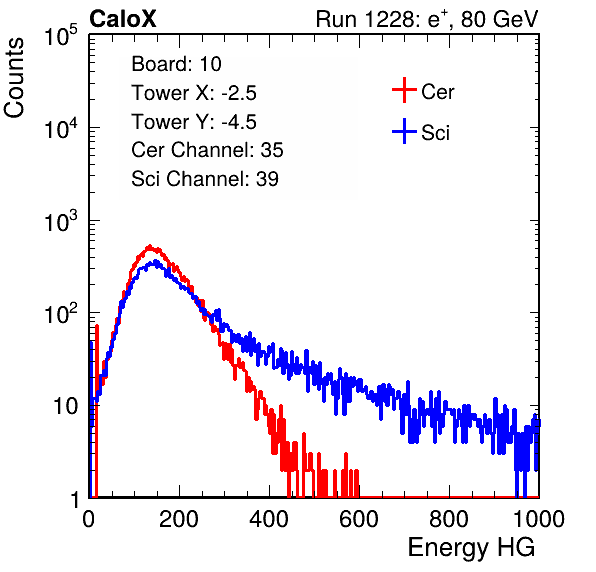 CaloX Run 1228: e⁺, 80 GeV
Board: 10
Tower X: -2.5
Tower Y: -4.5
Cer Channel: 35
Sci Channel: 39
Cer
Sci
Counts
10⁵
10⁴
10³
10²
10
1
0 200 400 600 800 1000
Energy HG